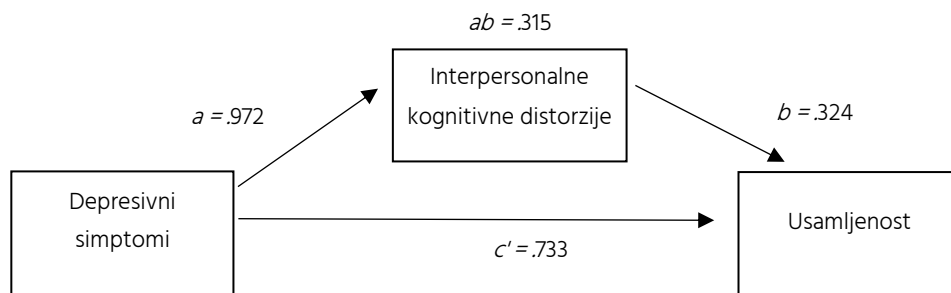 ab = .315
Interpersonalne
kognitivne distorzije
a = .972
b = .324
Depresivni
simptomi
Usamljenost
c' = .733